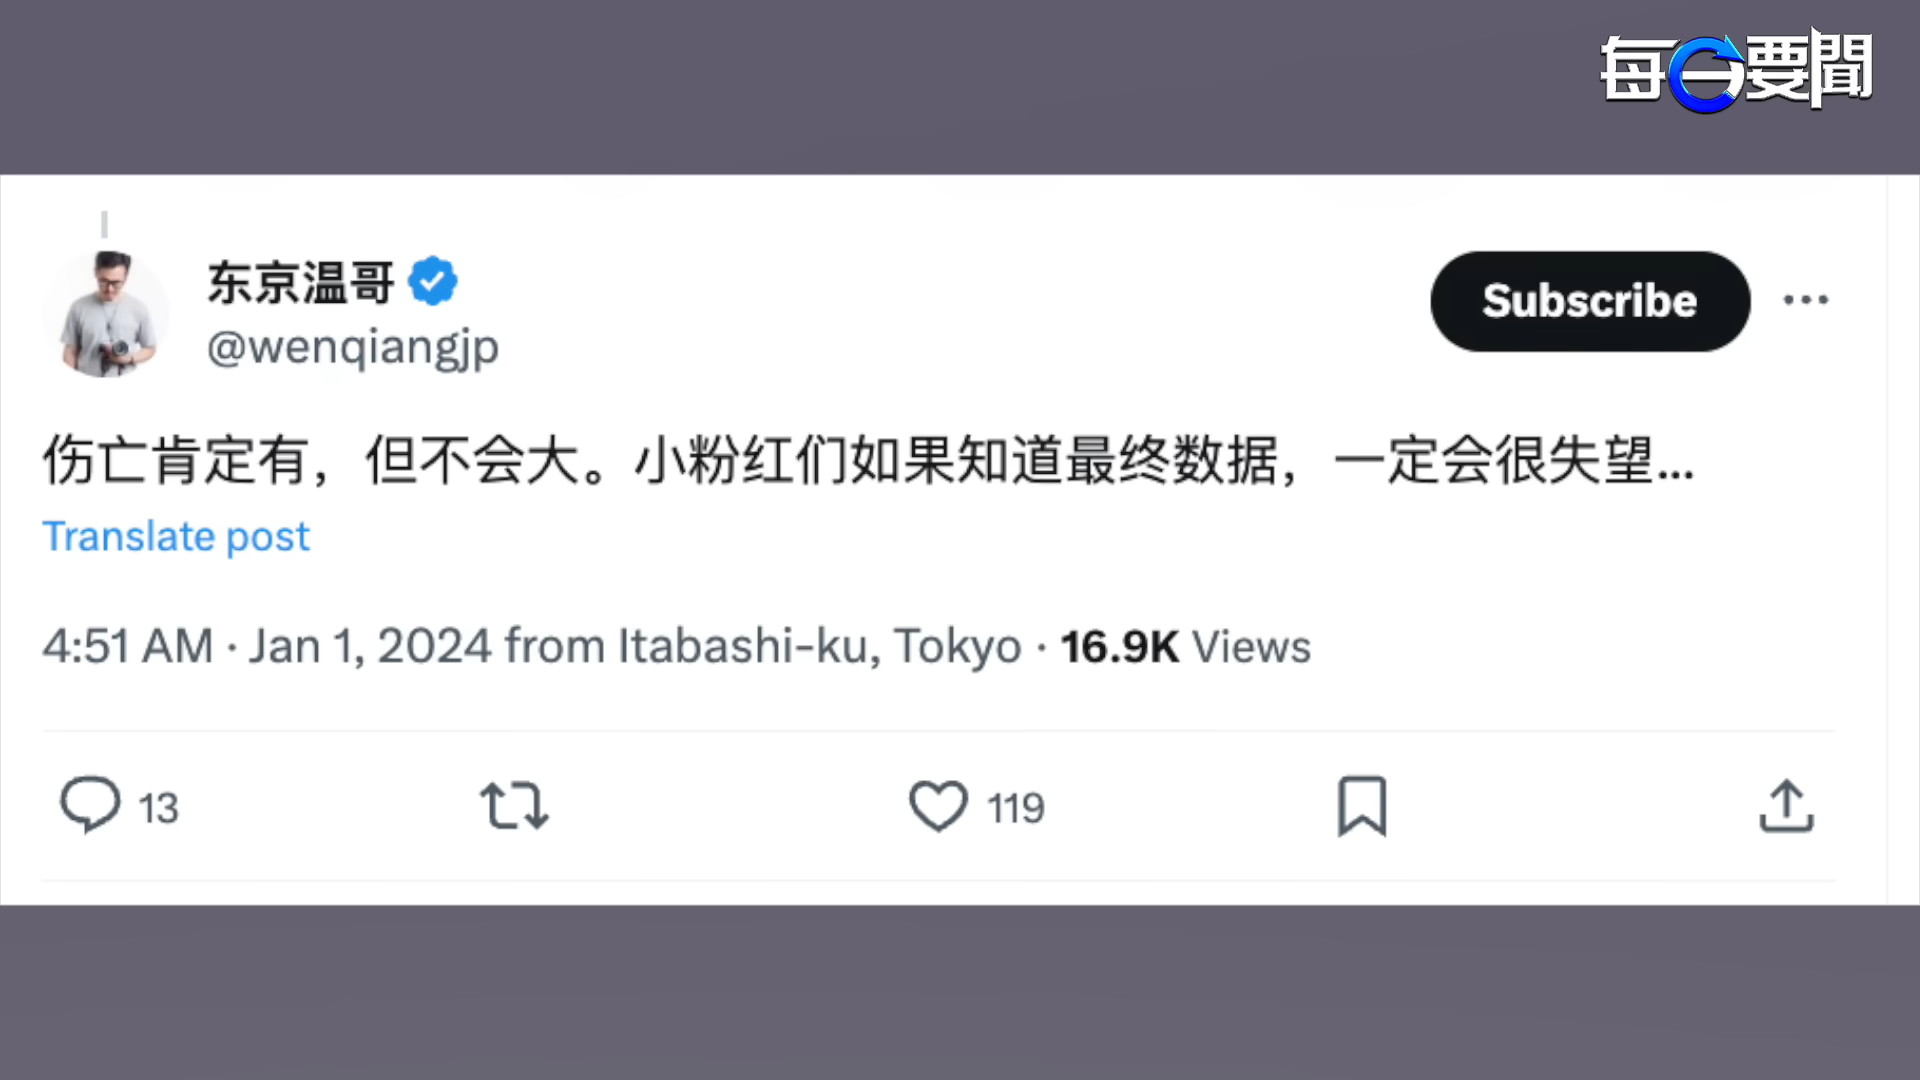 每日要聞
东京温哥
@wenqiangjp
Subscribe
伤亡肯定有，但不会大。小粉红们如果知道最终数据，一定会很失望...
Translate post
4:51 AM · Jan 1, 2024 from Itabashi-ku, Tokyo · 16.9K Views
13
119